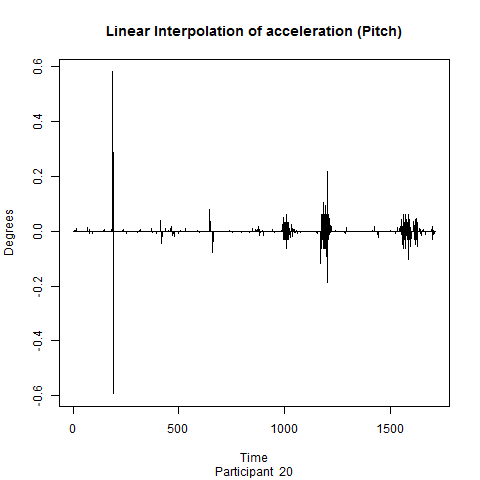 Linear Interpolation of acceleration (Pitch)
0.6
0.4
0.2
0.0
-0.2
-0.4
-0.6
Degrees
0 500 1000 1500
Time
Participant 20